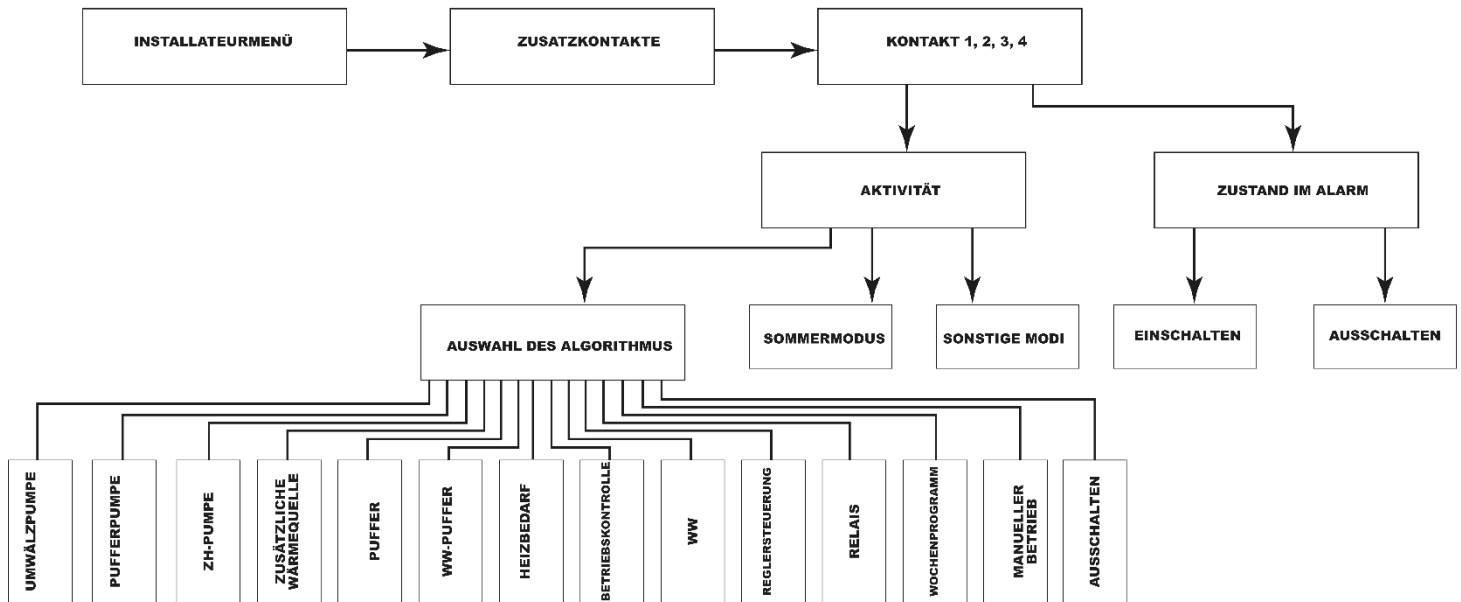 INSTALLATEURMENÜ
ZUSATZKONTAKTE
KONTAKT 1, 2, 3, 4
AKTIVITÄT
ZUSTAND IM ALARM
AUSWAHL DES ALGORITHMUS
SOMMERMODUS
SONSTIGE MODI
EINSCHALTEN
AUSSCHALTEN
UMWÄLZPUMPE
PUFFERPUMPE
ZH-PUMPE
ZUSÄTZLICHE
WÄRMEQUELLE
PUFFER
WW-PUFFER
HEIZBEDARF
BETRIEBSKONTROLLE
WW
REGLERSTEUERUNG
RELAIS
WOCHENPROGRAMM
MANUELLER
BETRIEB
AUSSCHALTEN